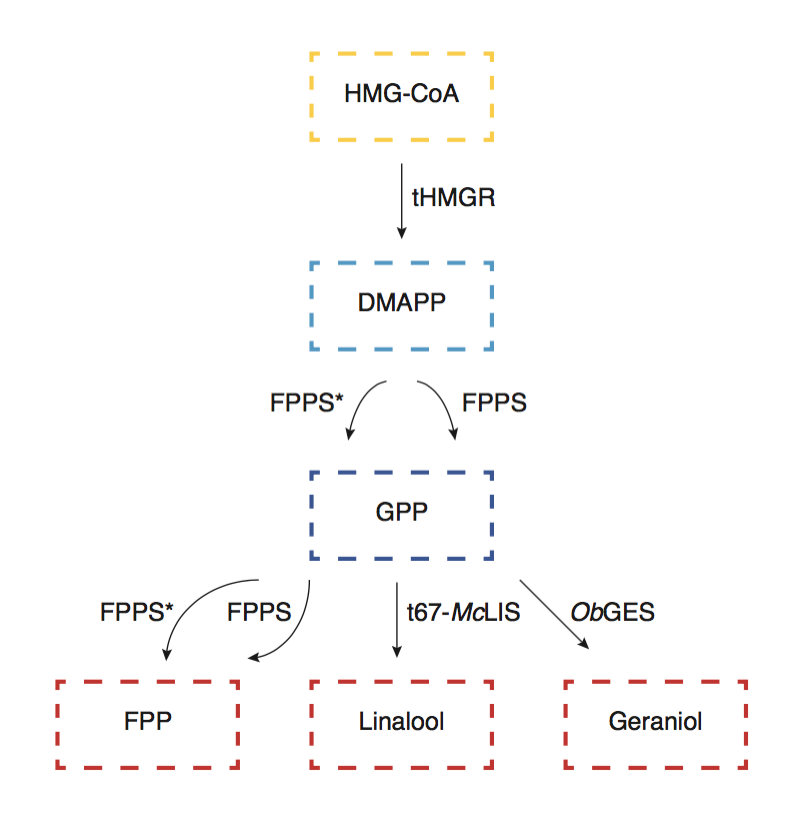 HMG-CoA
tHMGR
DMAPP
FPPS*
FPPS
GPP
FPPS*
FPPS
t67-McLIS
ObGES
FPP
Linalool
Geraniol